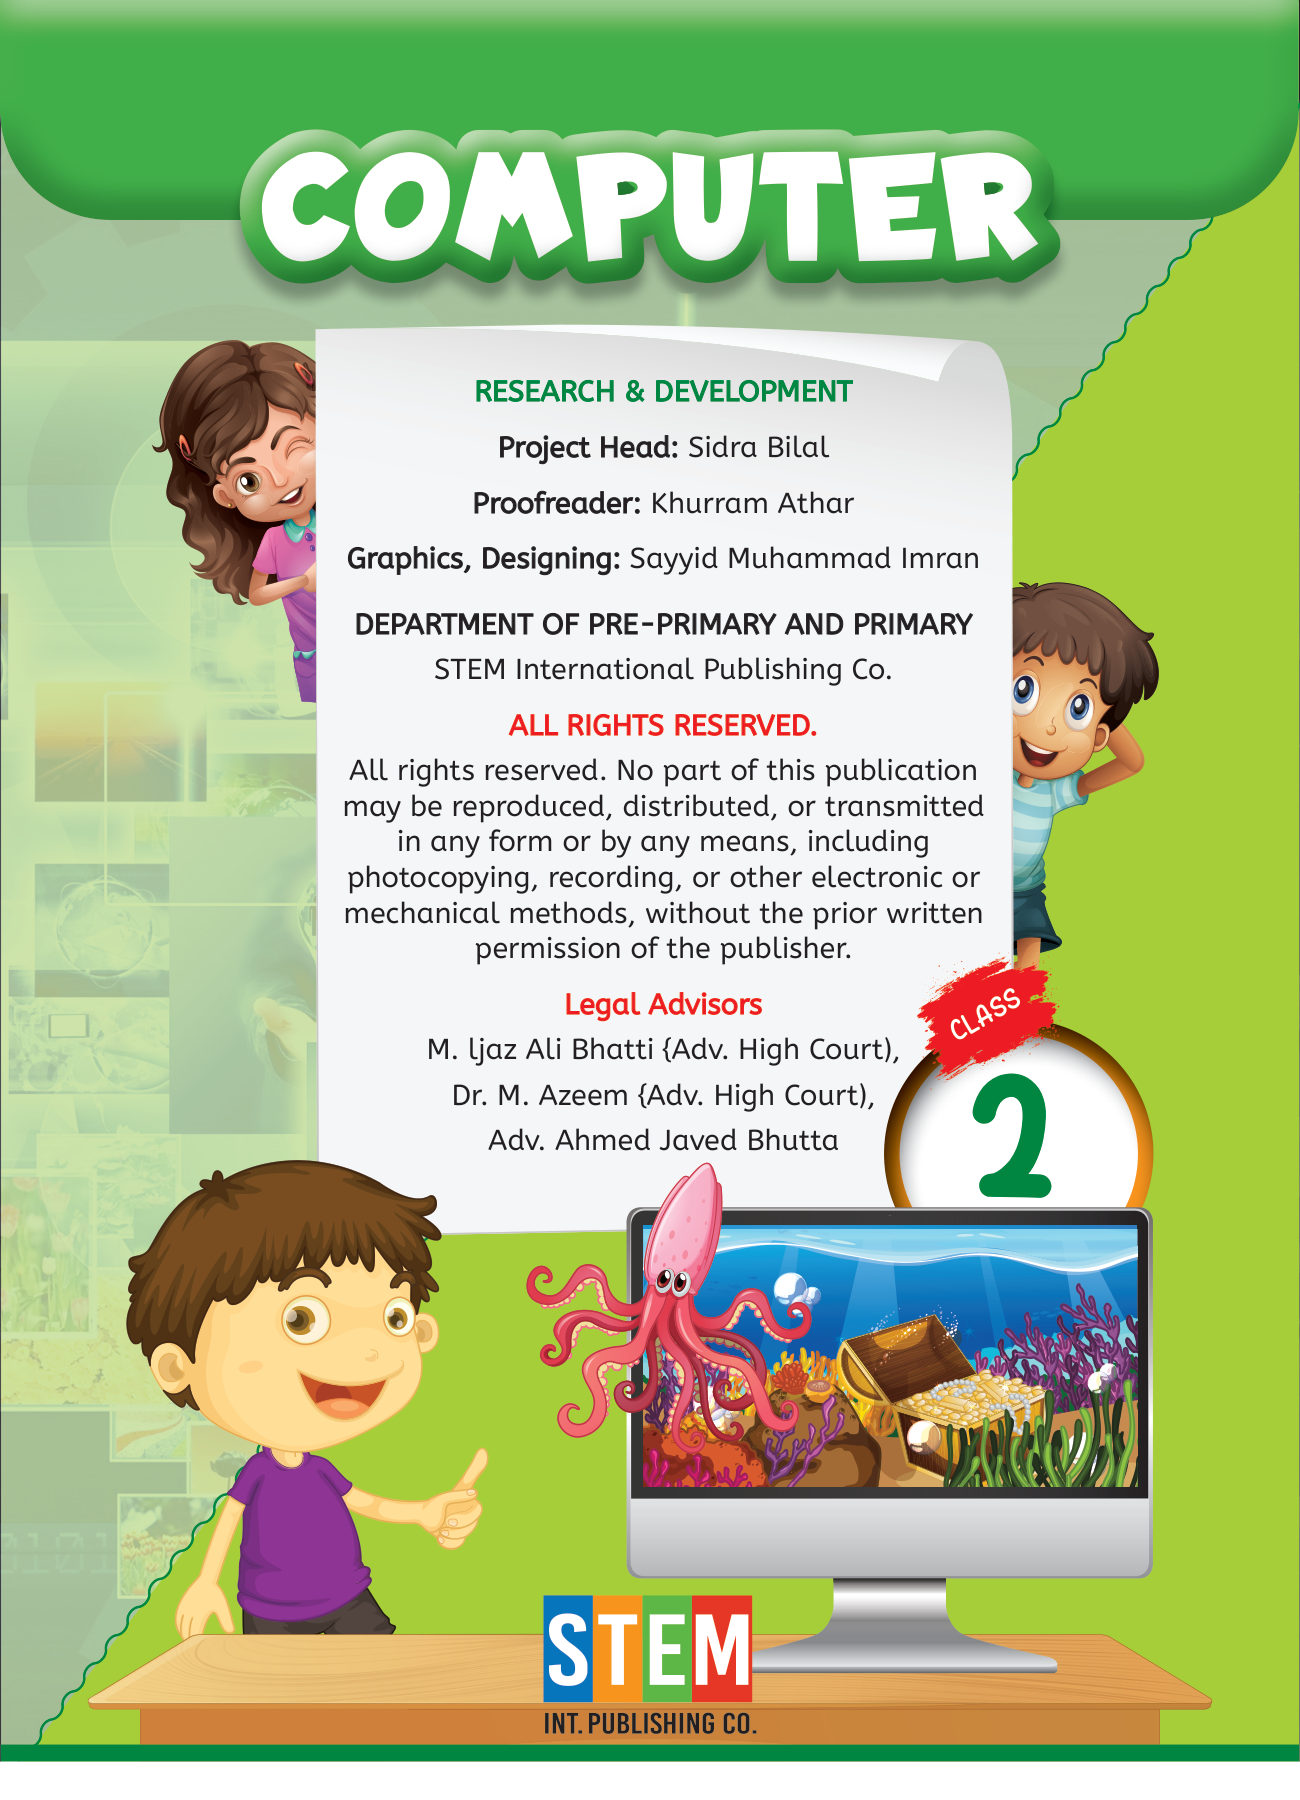 COMPUTER
RESEARCH & DEVELOPMENT
Project Head: Sidra Bilal
Proofreader: Khurram Athar
Graphics, Designing: Sayyid Muhammad Imran
DEPARTMENT OF PRE-PRIMARY AND PRIMARY
STEM International Publishing Co.
ALL RIGHTS RESERVED.
All rights reserved. No part of this publication
may be reproduced, distributed, or transmitted
in any form or by any means, including
photocopying, recording, or other electronic or
mechanical methods, without the prior written
permission of the publisher.
Legal Advisors
M. ljaz Ali Bhatti {Adv. High Court),
Dr. M. Azeem {Adv. High Court),
Adv. Ahmed Javed Bhutta
CLASS
2
STEM
INT. PUBLISHING CO.